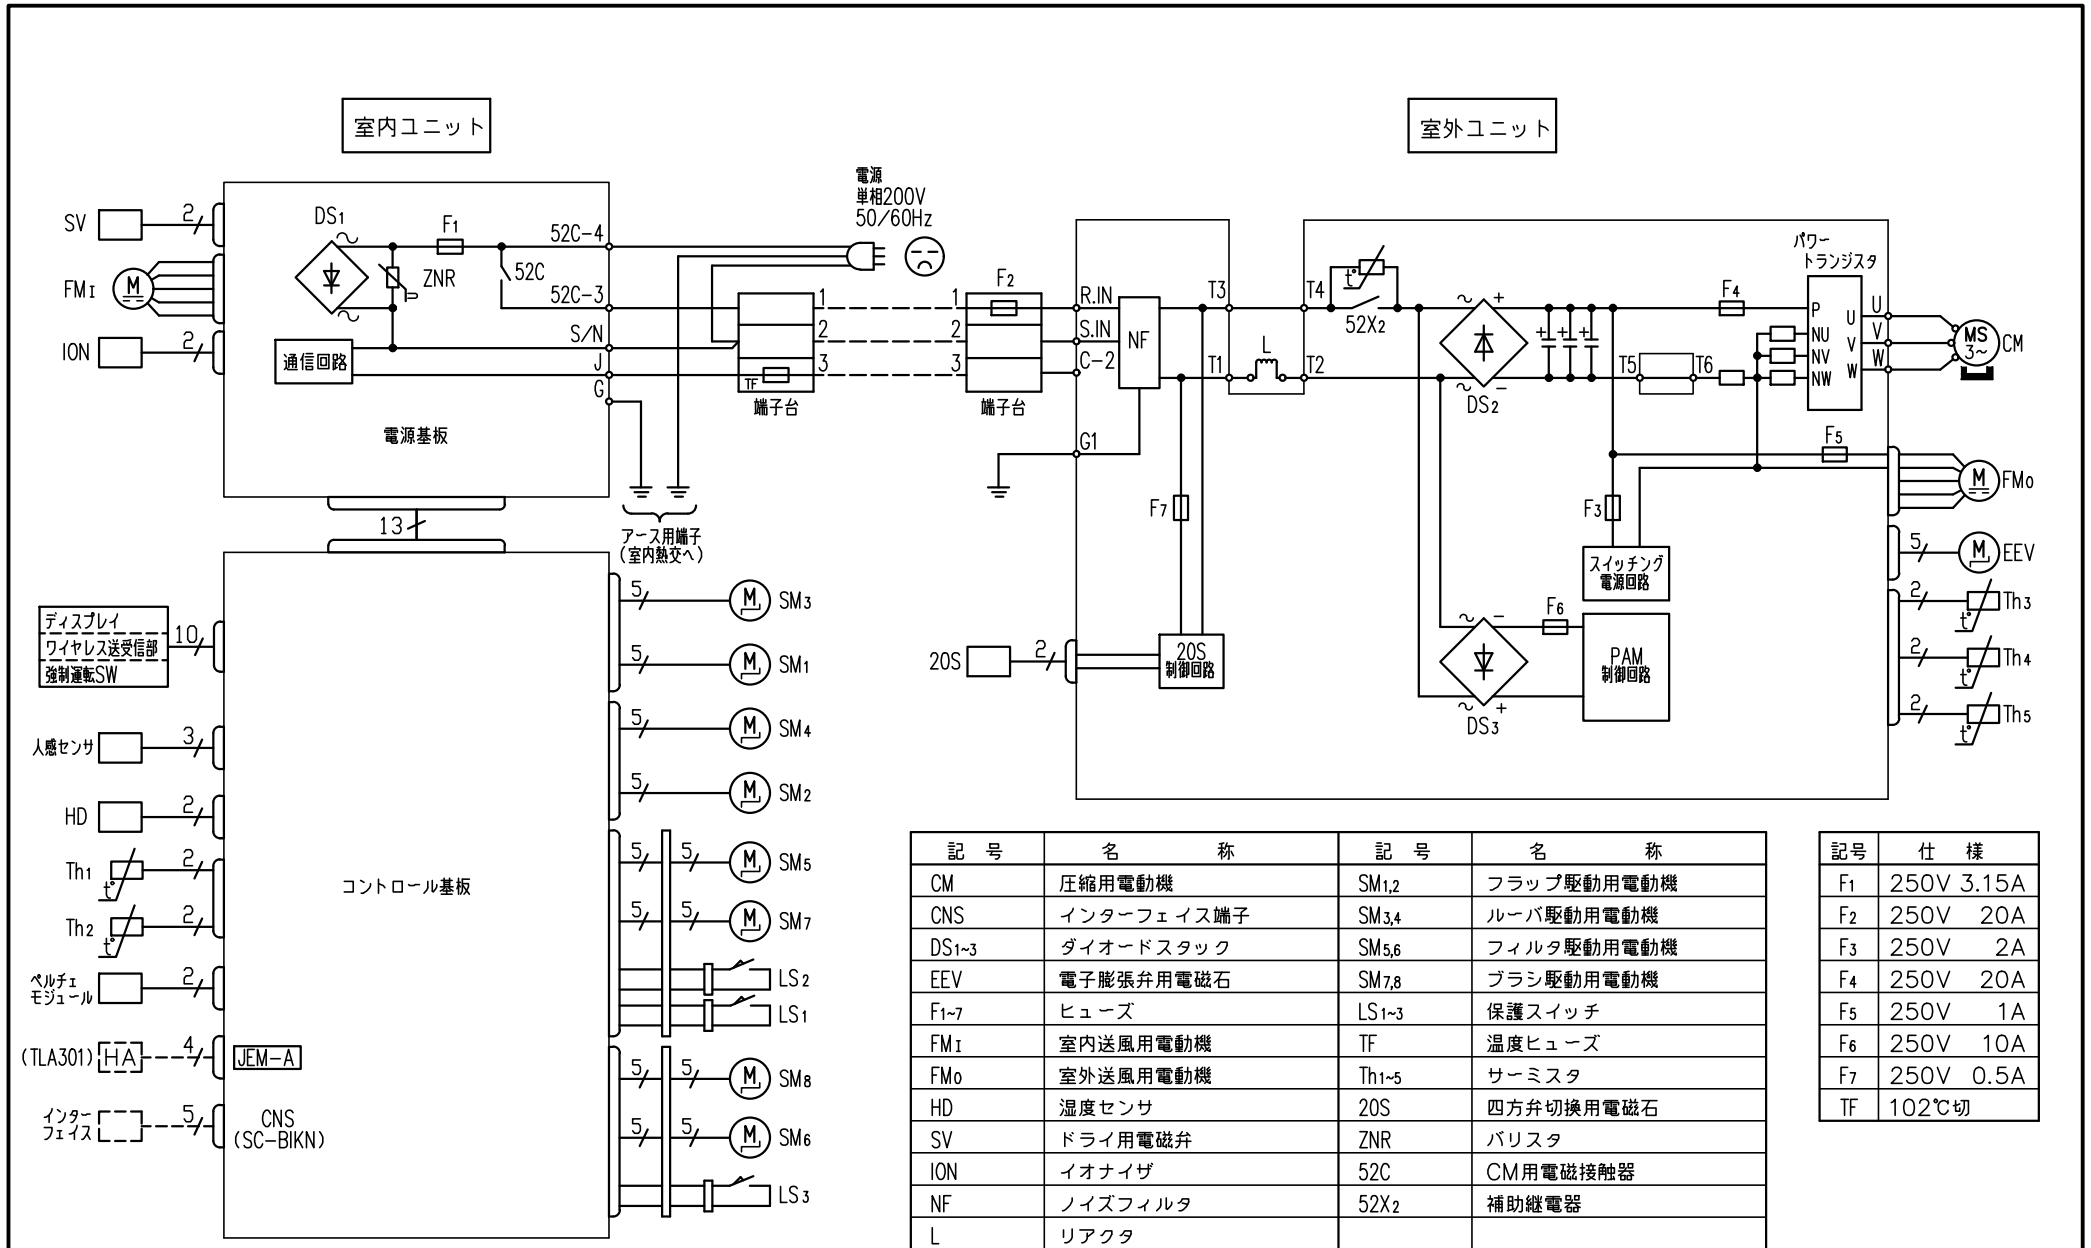 室内ユニット
室外ユニット
電源
単相200V
50/60Hz
SV
2
FMI
ION
2
DS1
F1
ZNR
52C
52C-4
52C-3
S/N
J
G
通信回路
電源基板
1
2
3
TF
端子台
1
2
3
F2
端子台
アース用端子
(室内熱交へ)
13
R.IN
S.IN
C-2
G1
NF
T3
T1
L
T4
T2
t°
52X2
~
+
~
-
DS2
+
+
+
T5
T6
F4
パワー
トランジスタ
P
NU
NV
NW
U
V
W
U
V
W
MS
3~
CM
F5
M
FMO
F3
F7
スイッチング
電源回路
5
M
EEV
2
t°
Th3
2
t°
Th4
2
t°
Th5
20S
2
20S
制御回路
~
-
~
+
DS3
F6
PAM
制御回路
ディスプレイ
ワイヤレス送受信部
強制運転SW
10
人感センサ
3
HD
2
Th1
t°
2
Th2
t°
2
ペルチェ
モジュール
2
(TLA301)
HA
4
JEM-A
インター
フェイス
5
CNS
(SC-BIKN)
コントロール基板
5
M
SM3
5
M
SM1
5
M
SM4
5
M
SM2
5
5
M
SM5
5
5
M
SM7
LS2
LS1
5
5
M
SM8
5
5
M
SM6
LS3
記号 名称 記号 名称
CM 圧縮用電動機 SM1,2 フラップ駆動用電動機
CNS インターフェイス端子 SM3,4 ルーバ駆動用電動機
DS1~3 ダイオードスタック SM5,6 フィルタ駆動用電動機
EEV 電子膨張弁用電磁石 SM7,8 ブラシ駆動用電動機
F1~7 ヒューズ LS1~3 保護スイッチ
FMI 室内送風用電動機 TF 温度ヒューズ
FMO 室外送風用電動機 Th1~5 サーミスタ
HD 湿度センサ 20S 四方弁切換用電磁石
SV ドライ用電磁弁 ZNR バリスタ
ION イオナイザ 52C CM用電磁接触器
NF ノイズフィルタ 52X2 補助継電器
L リアクタ
記号 仕様
F1 250V 3.15A
F2 250V 20A
F3 250V 2A
F4 250V 20A
F5 250V 1A
F6 250V 10A
F7 250V 0.5A
TF 102℃切